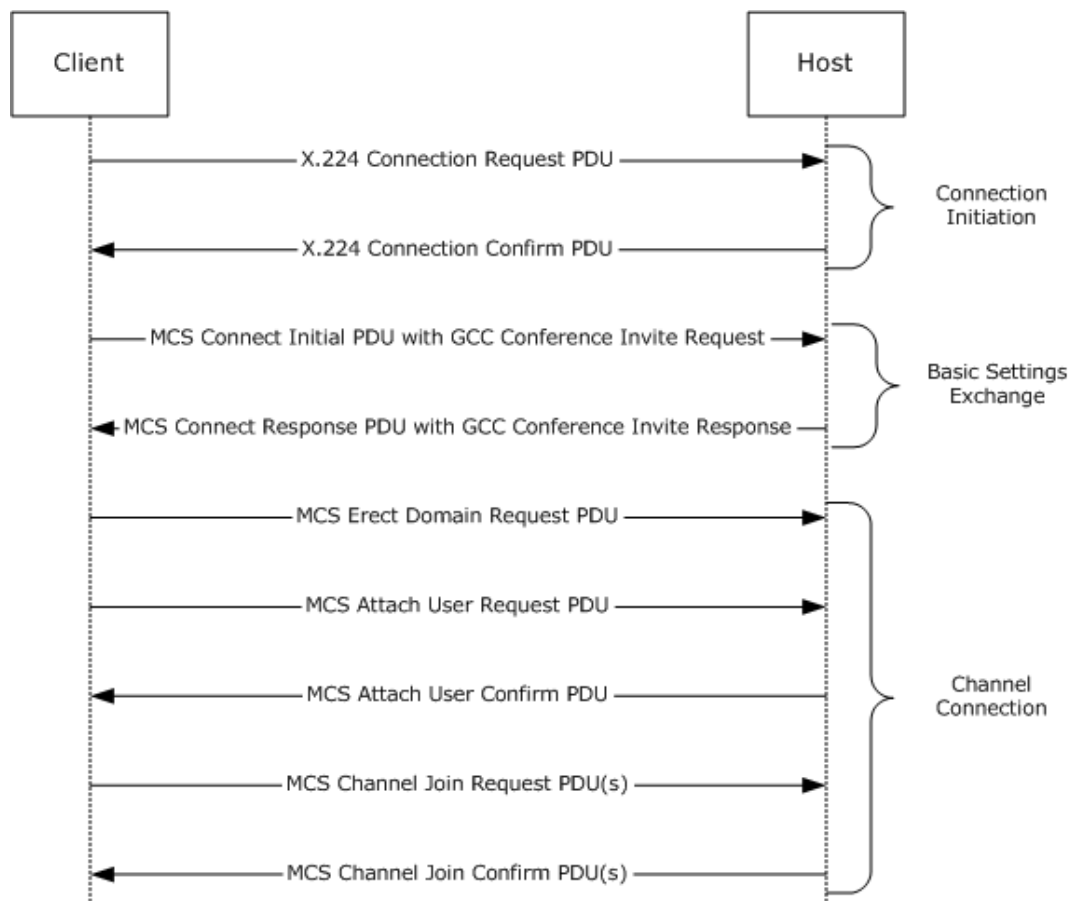 Client
Host
X.224 Connection Request PDU
Connection
Initiation
X.224 Connection Confirm PDU
MCS Connect Initial PDU with GCC Conference Invite Request
Basic Settings
Exchange
MCS Connect Response PDU with GCC Conference Invite Response
MCS Erect Domain Request PDU
MCS Attach User Request PDU
MCS Attach User Confirm PDU
Channel
Connection
MCS Channel Join Request PDU(s)
MCS Channel Join Confirm PDU(s)